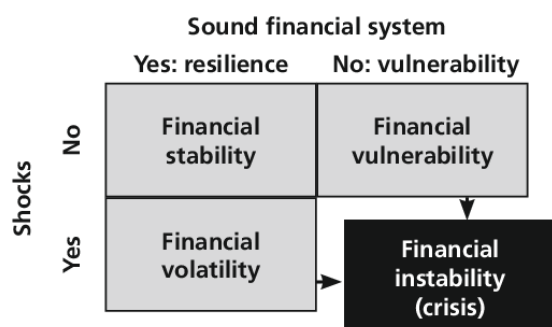 Sound financial system
Yes: resilience
No: vulnerability
Shocks
No
Financial
stability
Financial
vulnerability
Yes
Financial
volatility
Financial
instability
(crisis)